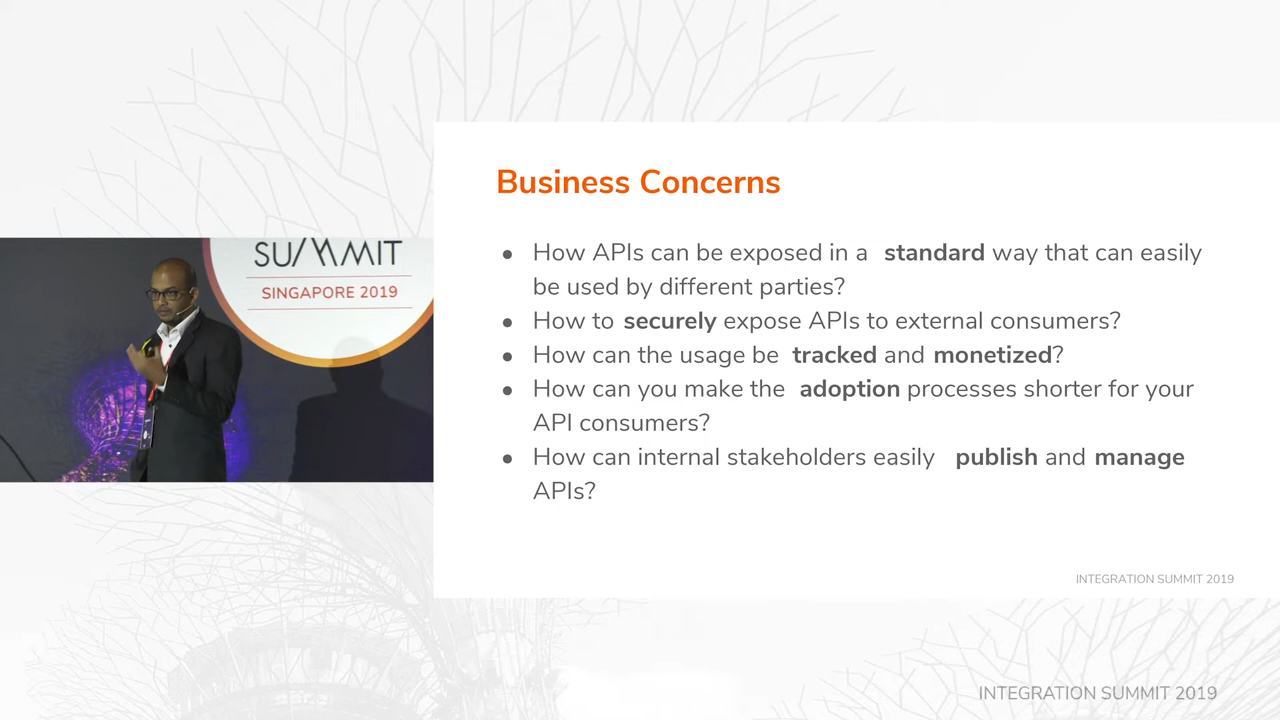 SUMMIT
SINGAPORE 2019
Business Concerns
● How APIs can be exposed in a standard way that can easily
be used by different parties?
● How to securely expose APIs to external consumers?
● How can the usage be tracked and monetized?
● How can you make the adoption processes shorter for your
API consumers?
● How can internal stakeholders easily publish and manage
APIs?
INTEGRATION SUMMIT 2019
INTEGRATION SUMMIT 2019